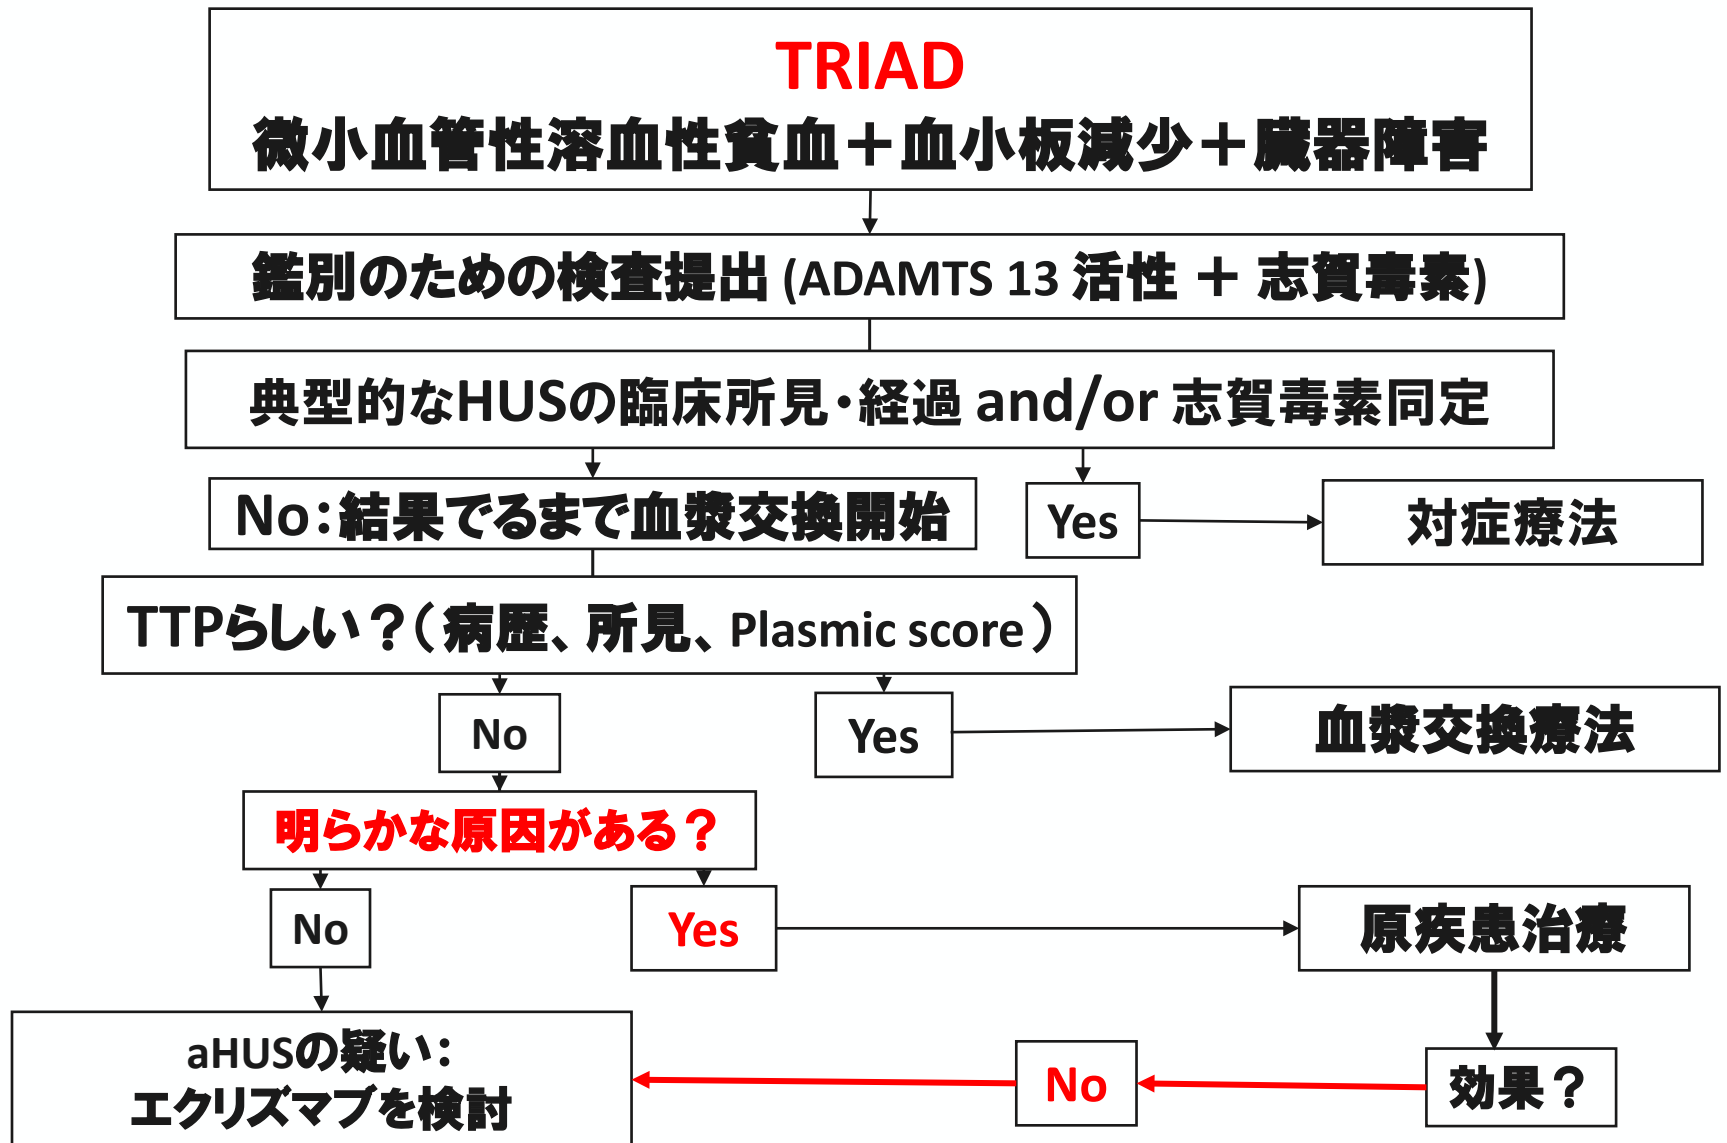 TRIAD
微小血管性溶血性貧血＋血小板減少＋臓器障害
鑑別のための検査提出 (ADAMTS 13 活性 ＋ 志賀毒素)
典型的なHUSの臨床所見・経過 and/or 志賀毒素同定
No：結果でるまで血漿交換開始
Yes
対症療法
TTPらしい？（病歴、所見、Plasmic score）
No
Yes
血漿交換療法
明らかな原因がある？
No
Yes
原疾患治療
aHUSの疑い：
エクリズマブを検討
No
効果？